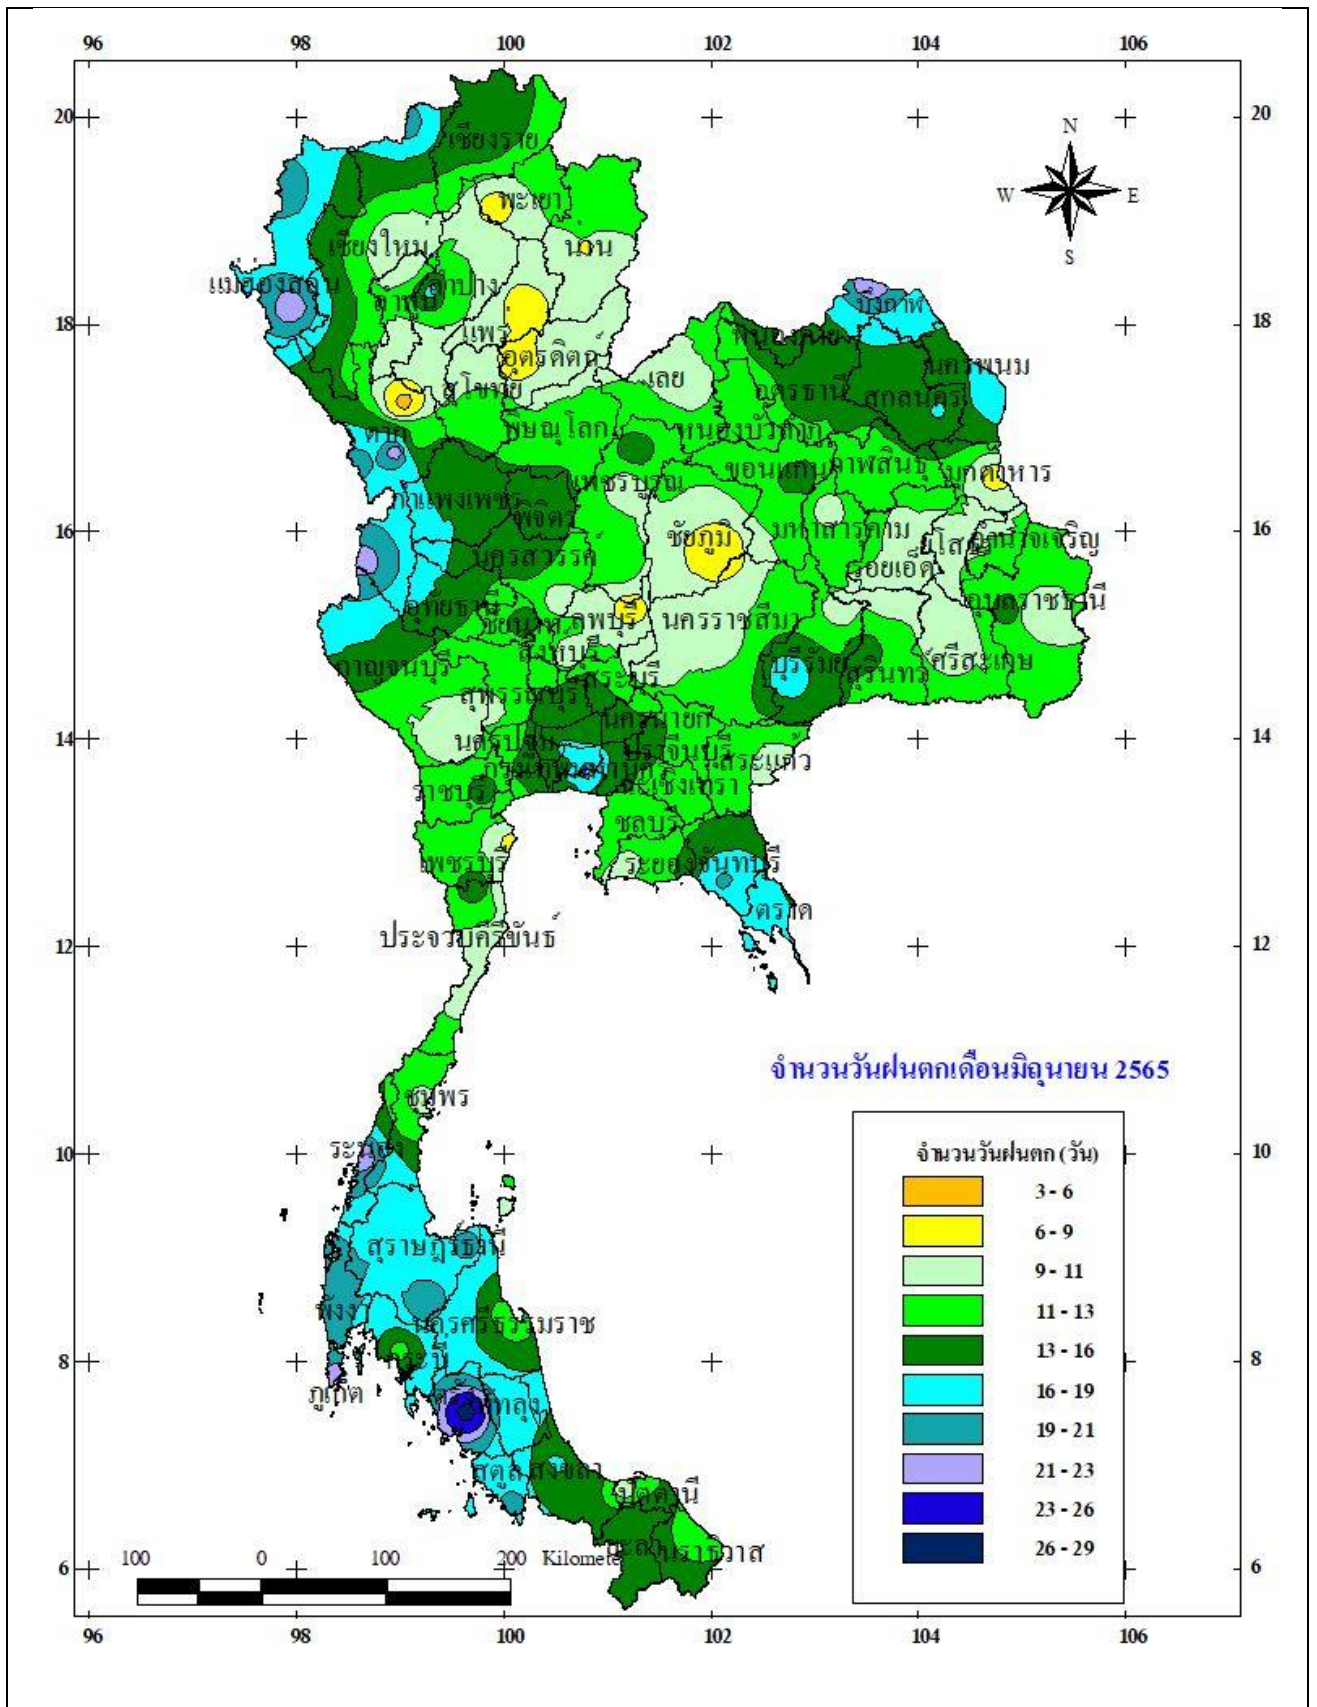 96 98 100 102 104 106
20 20
N
W E
S
เชียงราย
พะเยา
เชียงใหม่ น่าน
แม่ฮ่องสอน ลำปาง
ลำพูน
บึงกาฬ
18 18
แพร่
หนองคาย
อุตรดิตถ์
เลย นครพนม
สุโขทัย อุดรธานี สกลนคร
ตาก พิษณุโลก หนองบัวลำภู
ขอนแก่น กาฬสินธุ์ มุกดาหาร
กำแพงเพชร เพชรบูรณ์
พิจิตร
16 16
ชัยภูมิ มหาสารคาม ยโสธร อำนาจเจริญ
นครสวรรค์ ร้อยเอ็ด
อุทัยธานี อุบลราชธานี
ชัยนาท ลพบุรี นครราชสีมา
สิงห์บุรี
กาญจนบุรี สระบุรี บุรีรัมย์ สุรินทร์ ศรีสะเกษ
สุพรรณบุรี
นครนายก
14 14
นครปฐม ปราจีนบุรี สระแก้ว
ราชบุรี ฉะเชิงเทรา
ชลบุรี
เพชรบุรี ระยอง จันทบุรี
ตราด
ประจวบคีรีขันธ์
12 12
จำนวนวันฝนตกเดือนมิถุนายน 2565
ชุมพร
ระนอง
10 10
จำนวนวันฝนตก (วัน)
3 - 6
6 - 9
9 - 11
11 - 13
13 - 16
16 - 19
19 - 21
21 - 23
23 - 26
26 - 29
สุราษฎร์ธานี
พังงา นครศรีธรรมราช
กระบี่
8 8
ภูเก็ต
สตูล สงขลา
ปัตตานี
ยะลา นราธิวาส
100 0 100 200 Kilomete
6 6
96 98 100 102 104 106